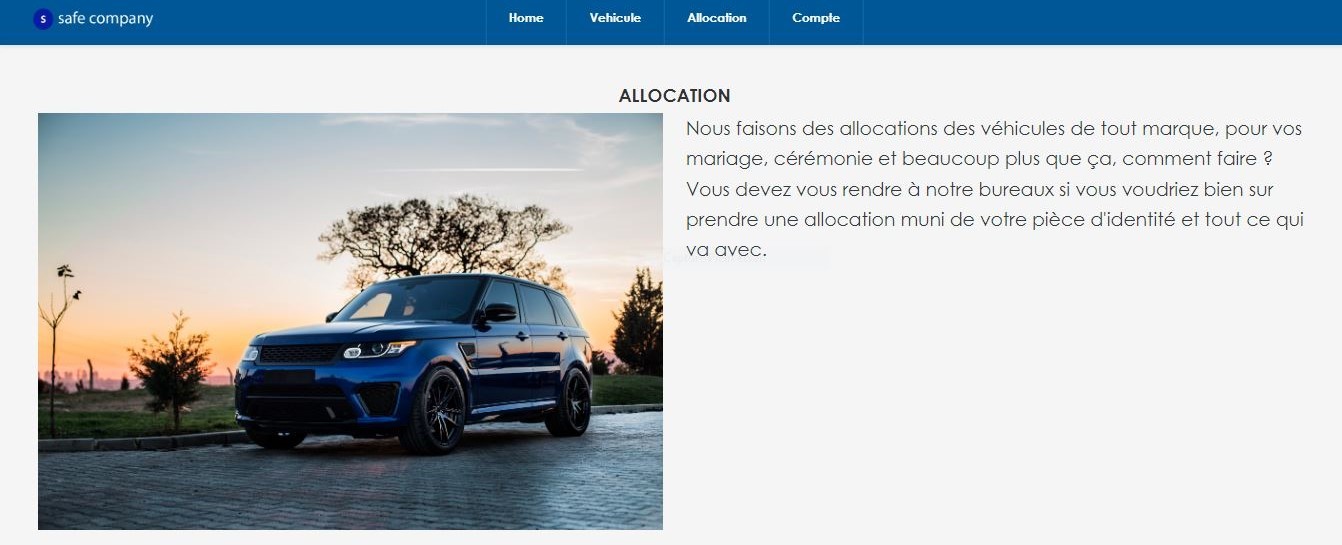 S safe company
Home Vehicule Allocation Compte
ALLOCATION
Nous faisons des allocations des véhicules de tout marque, pour vos
mariage, cérémonie et beaucoup plus que ça, comment faire ?
Vous devez vous rendre à notre bureaux si vous voudriez bien sur
prendre une allocation muni de votre pièce d'identité et tout ce qui
va avec.